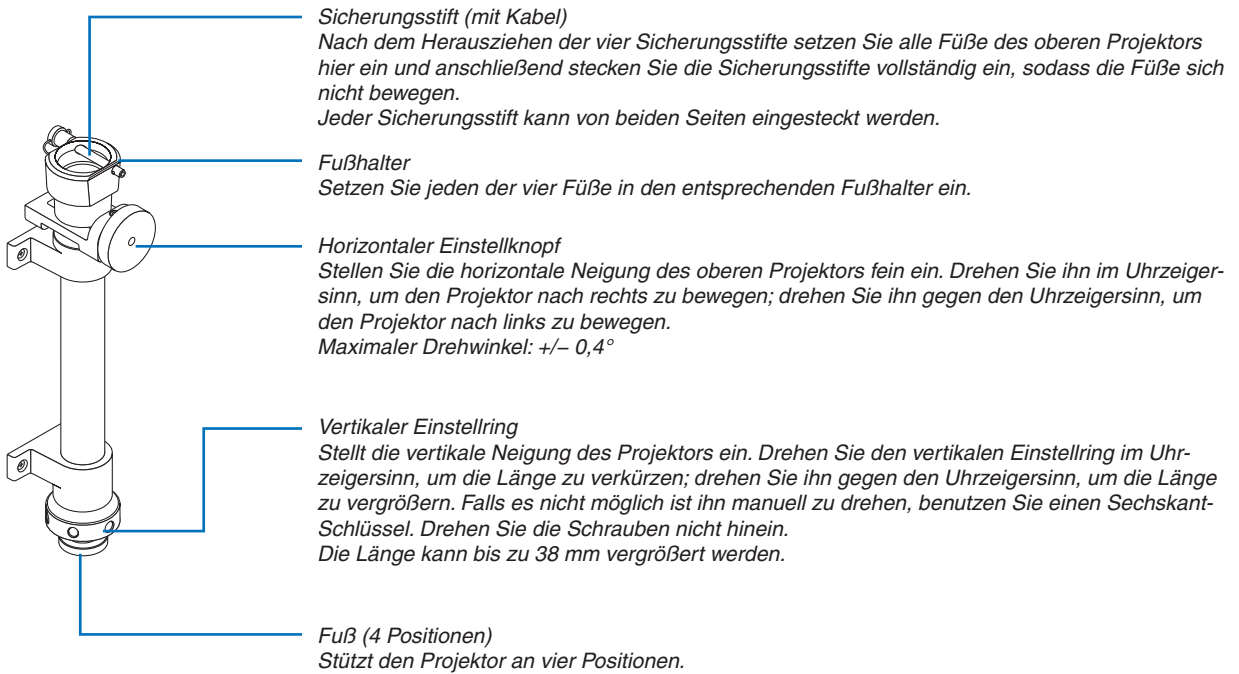 Sicherungsstift (mit Kabel)
Nach dem Herausziehen der vier Sicherungsstifte setzen Sie alle Füße des oberen Projektors
hier ein und anschließend stecken Sie die Sicherungsstifte vollständig ein, sodass die Füße sich
nicht bewegen.
Jeder Sicherungsstift kann von beiden Seiten eingesteckt werden.
Fußhalter
Setzen Sie jeden der vier Füße in den entsprechenden Fußhalter ein.
Horizontaler Einstellknopf
Stellen Sie die horizontale Neigung des oberen Projektors fein ein. Drehen Sie ihn im Uhrzeiger-
sinn, um den Projektor nach rechts zu bewegen; drehen Sie ihn gegen den Uhrzeigersinn, um
den Projektor nach links zu bewegen.
Maximaler Drehwinkel: +/− 0,4°
Vertikaler Einstellring
Stellt die vertikale Neigung des Projektors ein. Drehen Sie den vertikalen Einstellring im Uhr-
zeigersinn, um die Länge zu verkürzen; drehen Sie ihn gegen den Uhrzeigersinn, um die Länge
zu vergrößern. Falls es nicht möglich ist ihn manuell zu drehen, benutzen Sie einen Sechskant-
Schlüssel. Drehen Sie die Schrauben nicht hinein.
Die Länge kann bis zu 38 mm vergrößert werden.
Fuß (4 Positionen)
Stützt den Projektor an vier Positionen.